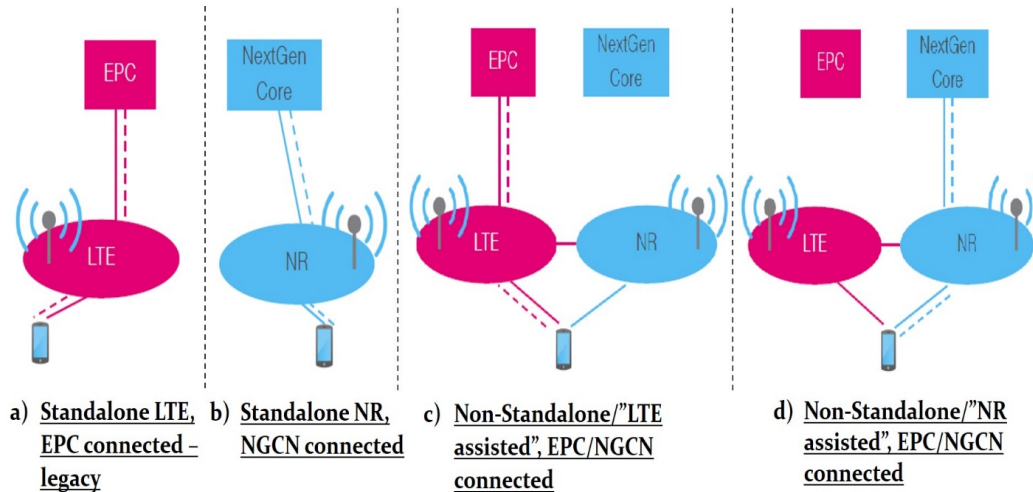 EPC
NextGen
Core
EPC
NextGen
Core
EPC
NextGen
Core
LTE
NR
LTE
NR
LTE
NR
a) Standalone LTE,
EPC connected –
legacy
b) Standalone NR,
NGCN connected
c) Non-Standalone/”LTE
assisted”, EPC/NGCN
connected
d) Non-Standalone/”NR
assisted”, EPC/NGCN
connected